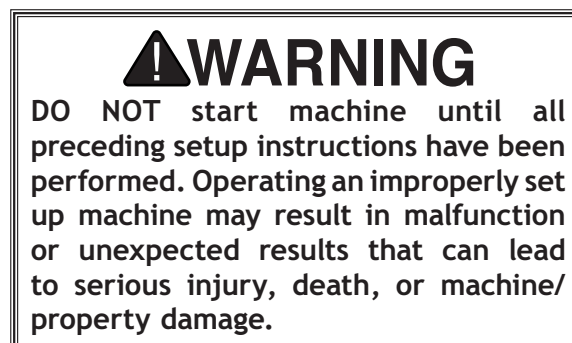 WARNING
DO NOT start machine until all
preceding setup instructions have been
performed. Operating an improperly set
up machine may result in malfunction
or unexpected results that can lead
to serious injury, death, or machine/
property damage.